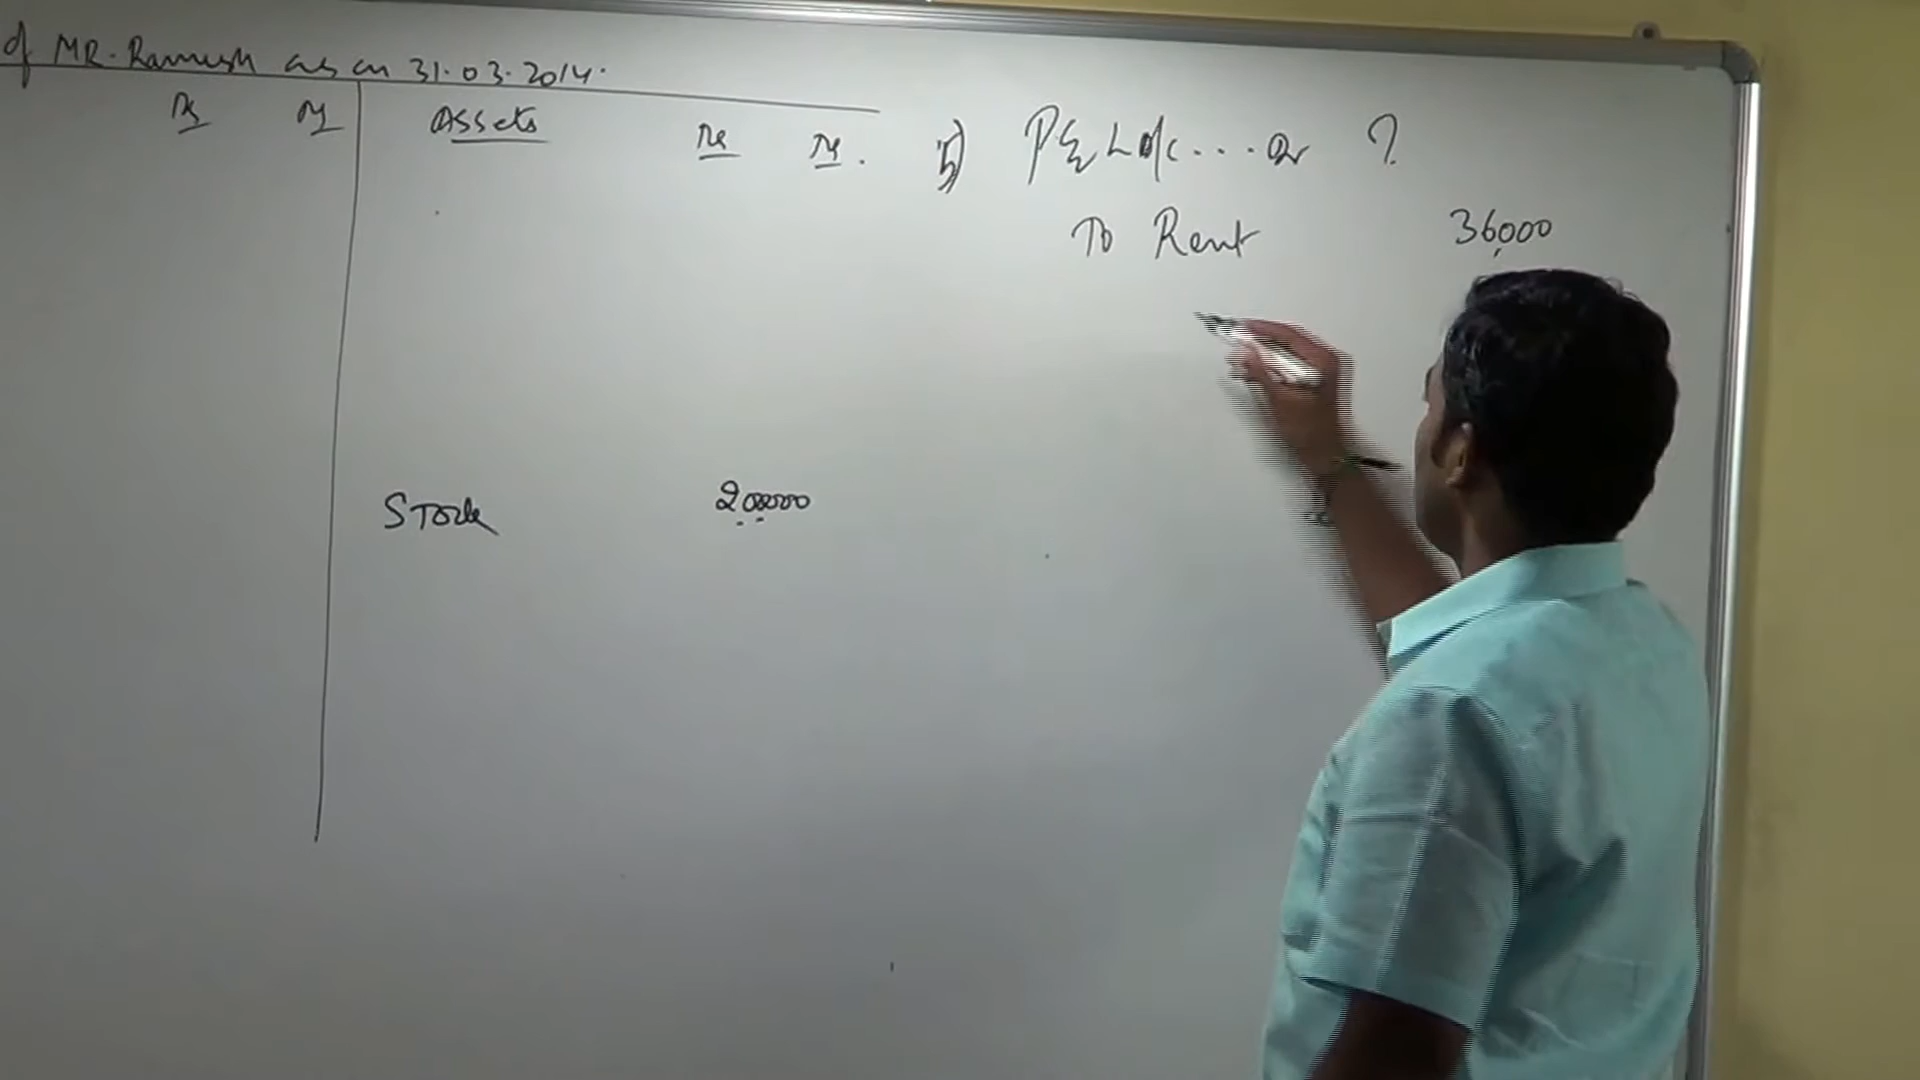 of MR. Ramesh as on 31.03.2014.
Rs Rs Assets Rs Rs.
5) P&L a/c ... Dr ?
To Rent 36,000
Stock 200000